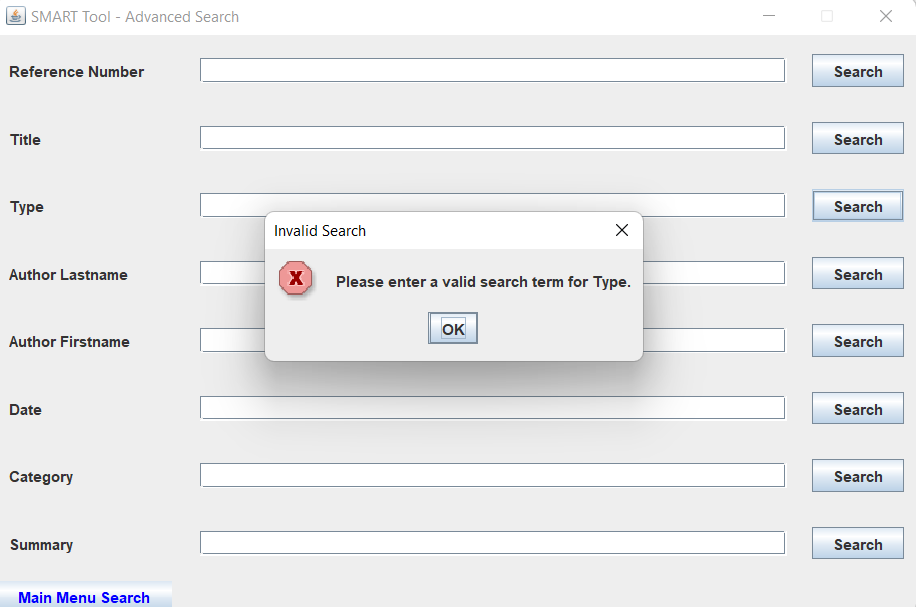 SMART Tool - Advanced Search
Reference Number Search
Title Search
Type Search
Invalid Search
Please enter a valid search term for Type.
OK
Author Lastname Search
Author Firstname Search
Date Search
Category Search
Summary Search
Main Menu Search